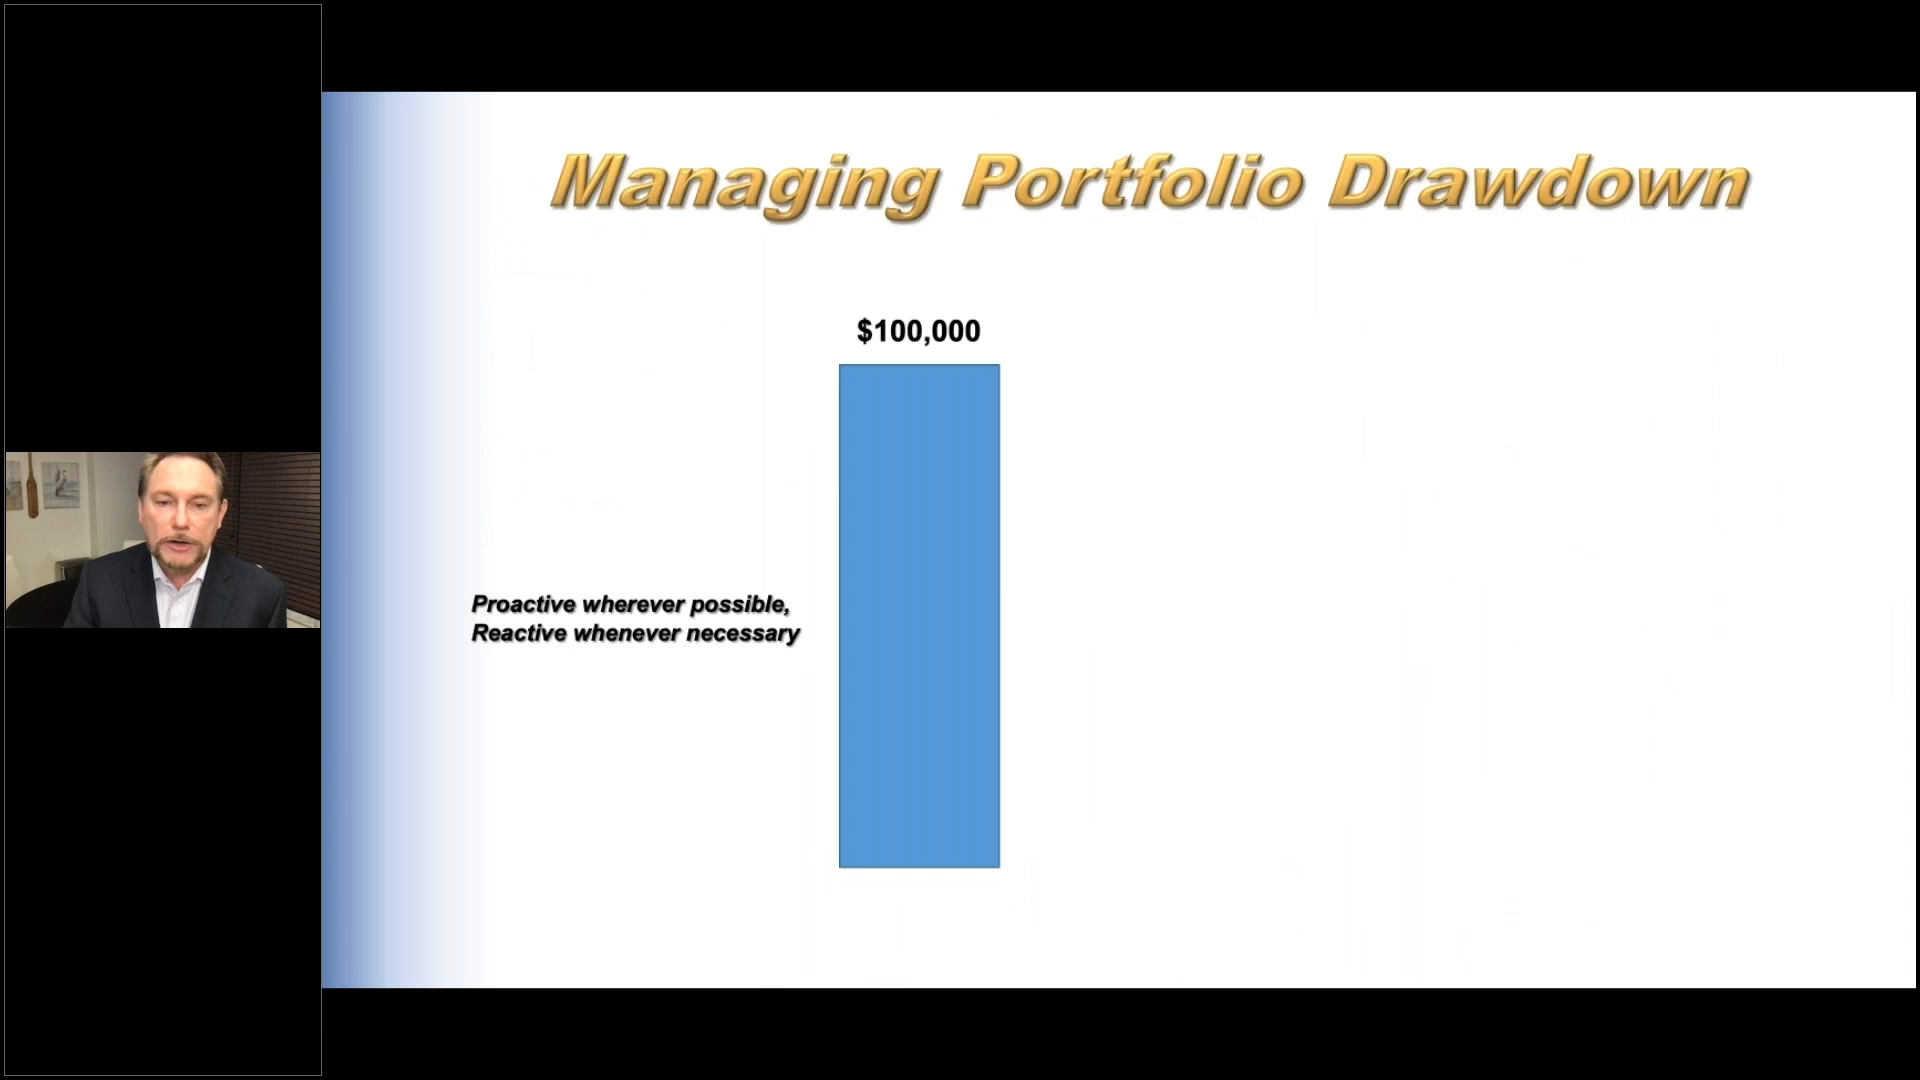 Managing Portfolio Drawdown
$100,000
Proactive wherever possible,
Reactive whenever necessary